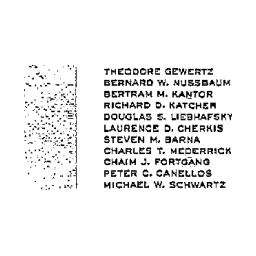 THEODORE GEWERTZ
BERNARD W. NUSSBAUM
BERTRAM M. KANTOR
RICHARD D. KATCHER
DOUGLAS S. LIEBHAFSKY
LAURENCE D. CHERKIS
STEVEN M. BARNA
CHARLES T. MEDERRICK
CHAIM J. FORTGANG
PETER C. CANELLOS
MICHAEL W. SCHWARTZ